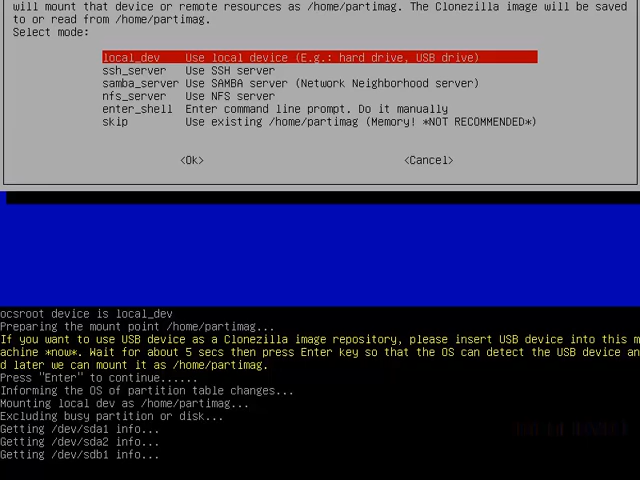 will mount that device or remote resources as /home/partimag. The Clonezilla image will be saved
to or read from /home/partimag.
Select mode:
local_dev Use local device (E.g.: hard drive, USB drive)
ssh_server Use SSH server
samba_server Use SAMBA server (Network Neighborhood server)
nfs_server Use NFS server
enter_shell Enter command line prompt. Do it manually
skip Use existing /home/partimag (Memory! *NOT RECOMMENDED*)
<Ok> <Cancel>
ocsroot device is local_dev
Preparing the mount point /home/partimag...
If you want to use USB device as a Clonezilla image repository, please insert USB device into this m
achine *now*. Wait for about 5 secs then press Enter key so that the OS can detect the USB device an
d later we can mount it as /home/partimag.
Press "Enter" to continue......
Informing the OS of partition table changes...
Mounting local dev as /home/partimag...
Excluding busy partition or disk...
Getting /dev/sda1 info...
Getting /dev/sda2 info...
Getting /dev/sdb1 info...